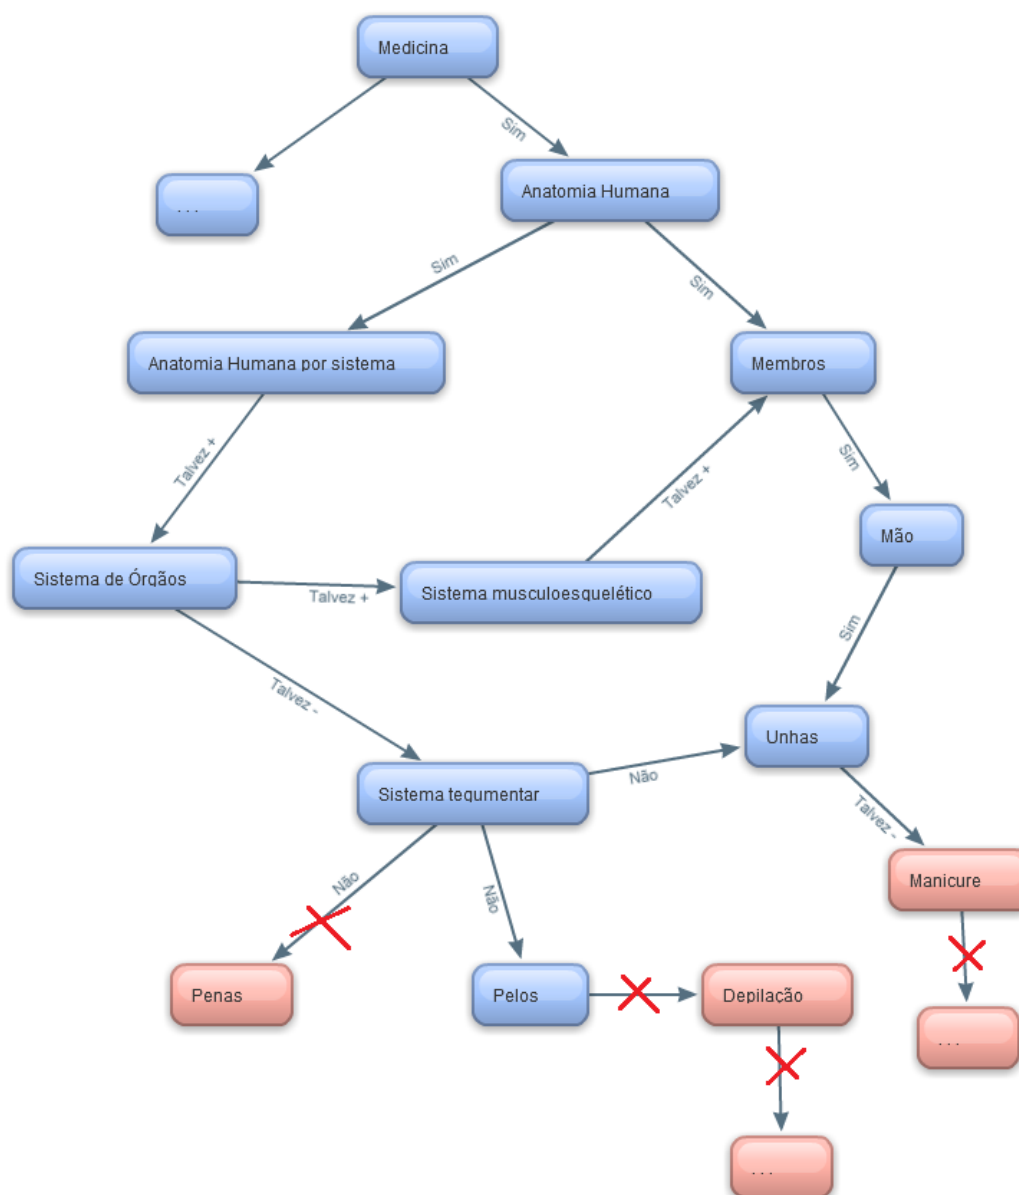 Medicina
Sim
. . .
Anatomia Humana
Sim
Sim
Anatomia Humana por sistema
Membros
Talvez +
Talvez +
Sim
Mão
Sistema de Órgãos
Talvez +
Sistema musculoesquelético
Sim
Talvez -
Unhas
Não
Sistema tegumentar
Talvez -
Manicure
Não
Não
Penas
Pelos
Depilação
. . .
. . .